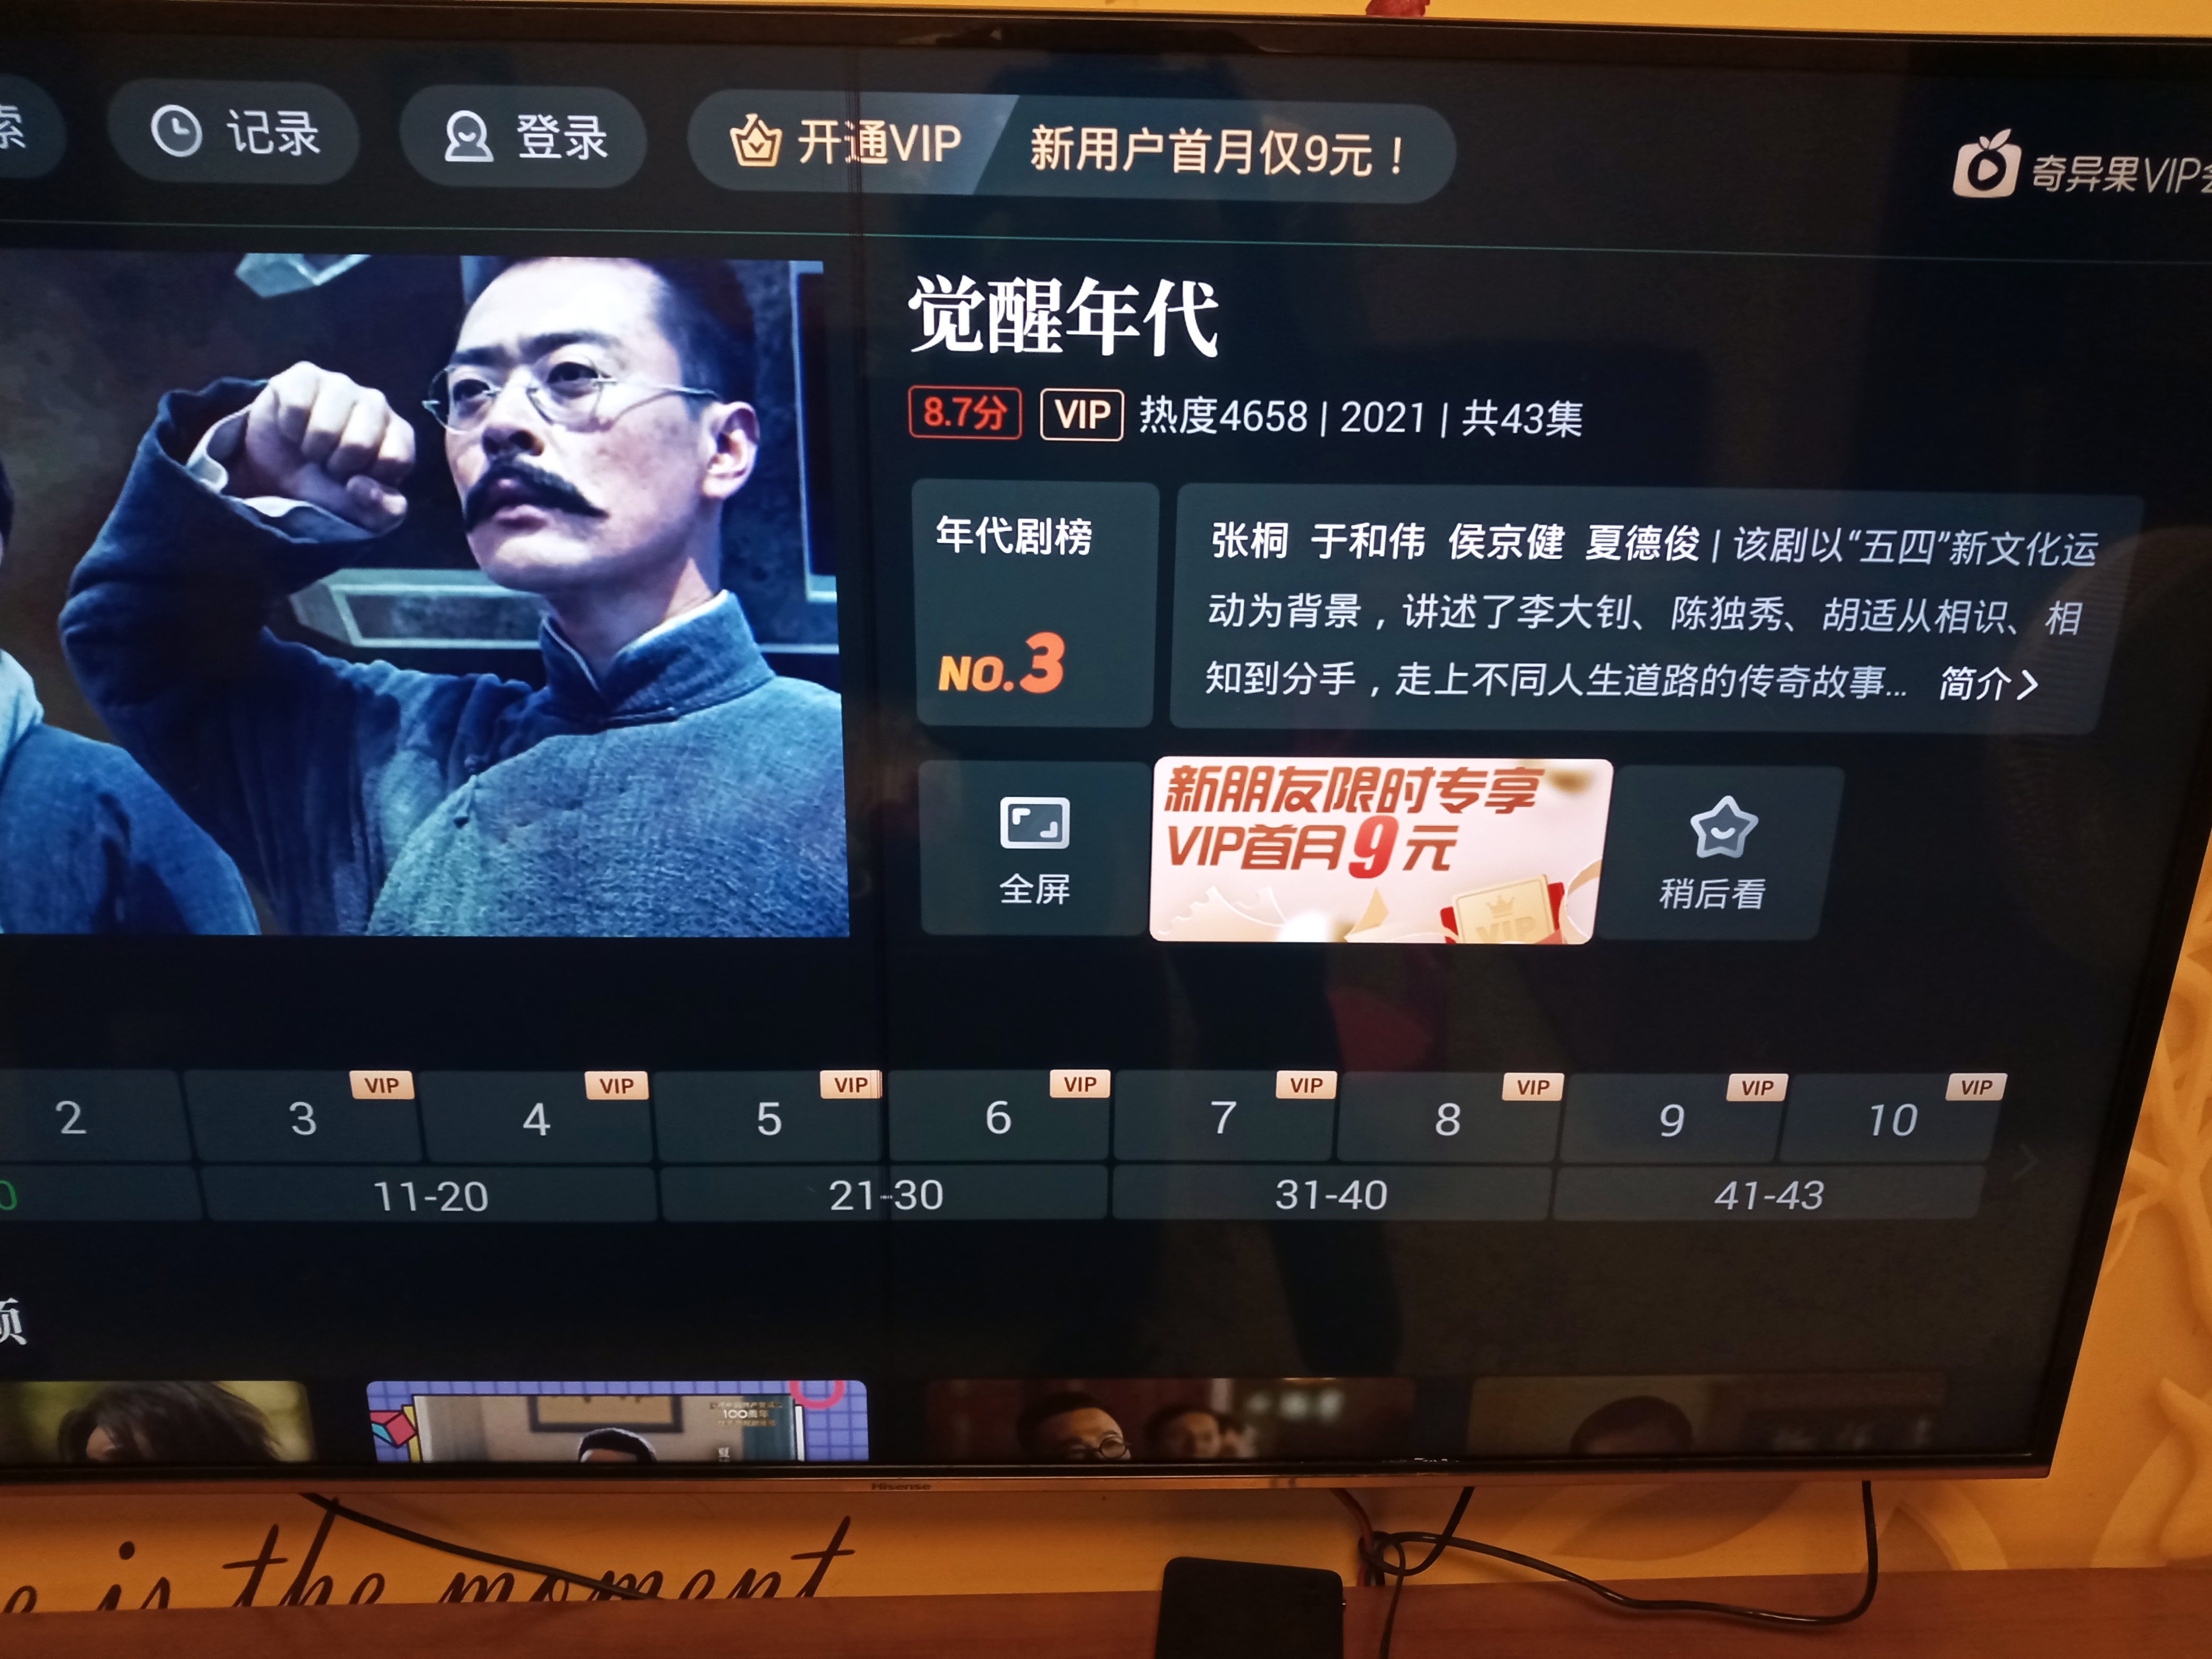 索
记录
登录
开通VIP
新用户首月仅9元！
奇异果VIP会
觉醒年代
8.7分
VIP
热度4658 | 2021 | 共43集
年代剧榜
NO.3
张桐 于和伟 侯京健 夏德俊 | 该剧以“五四”新文化运
动为背景，讲述了李大钊、陈独秀、胡适从相识、相
知到分手，走上不同人生道路的传奇故事... 简介
全屏
新朋友限时专享
VIP首月9元
VIP
稍后看
2
3 VIP
4 VIP
5 VIP
6 VIP
7 VIP
8 VIP
9 VIP
10 VIP
0
11-20
21-30
31-40
41-43
频
100周年
Hisense
e is the moment